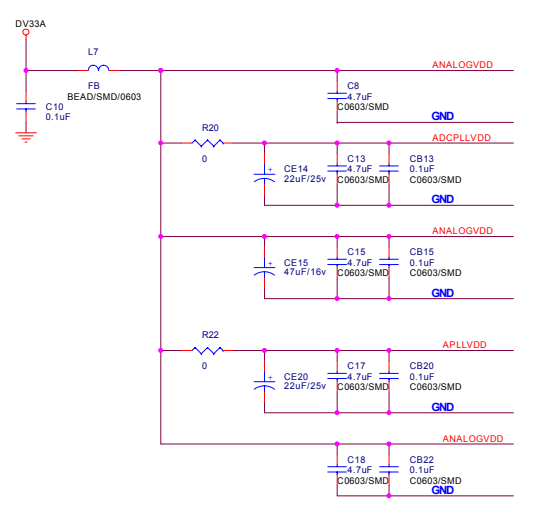 DV33A
L7
FB
BEAD/SMD/0603
C10
0.1uF
ANALOGVDD
C8
4.7uF
C0603/SMD
GND
R20
0
ADCPLLVDD
+
CE14
22uF/25v
C13
4.7uF
C0603/SMD
CB13
0.1uF
C0603/SMD
GND
ANALOGVDD
+
CE15
47uF/16v
C15
4.7uF
C0603/SMD
CB15
0.1uF
C0603/SMD
GND
R22
0
APLLVDD
+
CE20
22uF/25v
C17
4.7uF
C0603/SMD
CB20
0.1uF
C0603/SMD
GND
ANALOGVDD
C18
4.7uF
C0603/SMD
CB22
0.1uF
C0603/SMD
GND